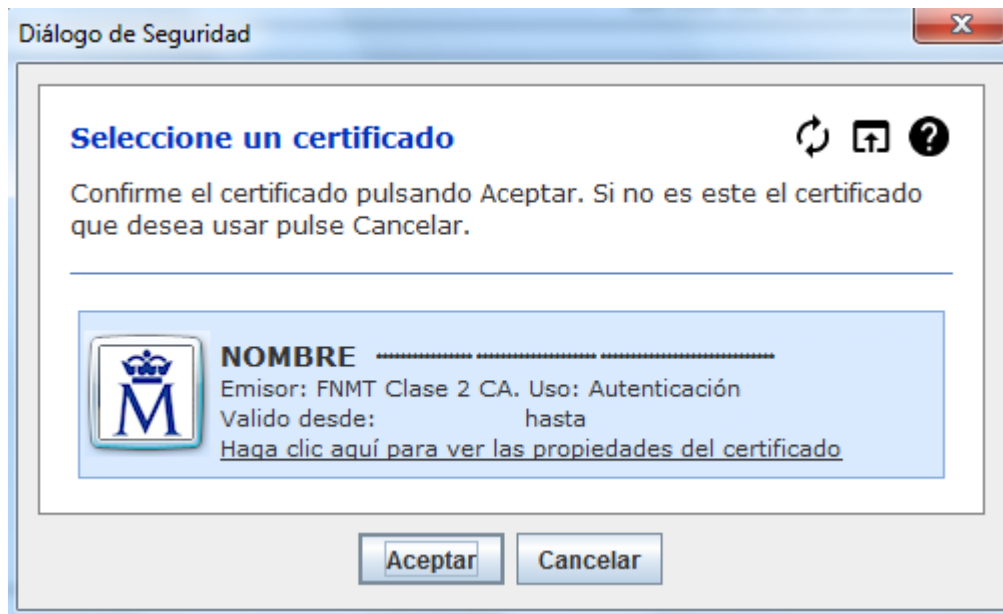 Diálogo de Seguridad
X
Seleccione un certificado
?
Confirme el certificado pulsando Aceptar. Si no es este el certificado
que desea usar pulse Cancelar.
M
NOMBRE
Emisor: FNMT Clase 2 CA. Uso: Autenticación
Valido desde: hasta
Haga clic aquí para ver las propiedades del certificado
Aceptar Cancelar